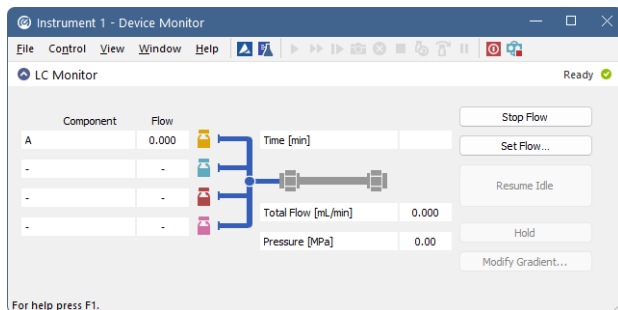 Instrument 1 - Device Monitor
File Control View Window Help
LC Monitor Ready
Component Flow
A 0.000
- -
- -
- -
Time [min]
Total Flow [mL/min] 0.000
Pressure [MPa] 0.00
Stop Flow
Set Flow...
Resume Idle
Hold
Modify Gradient...
For help press F1.